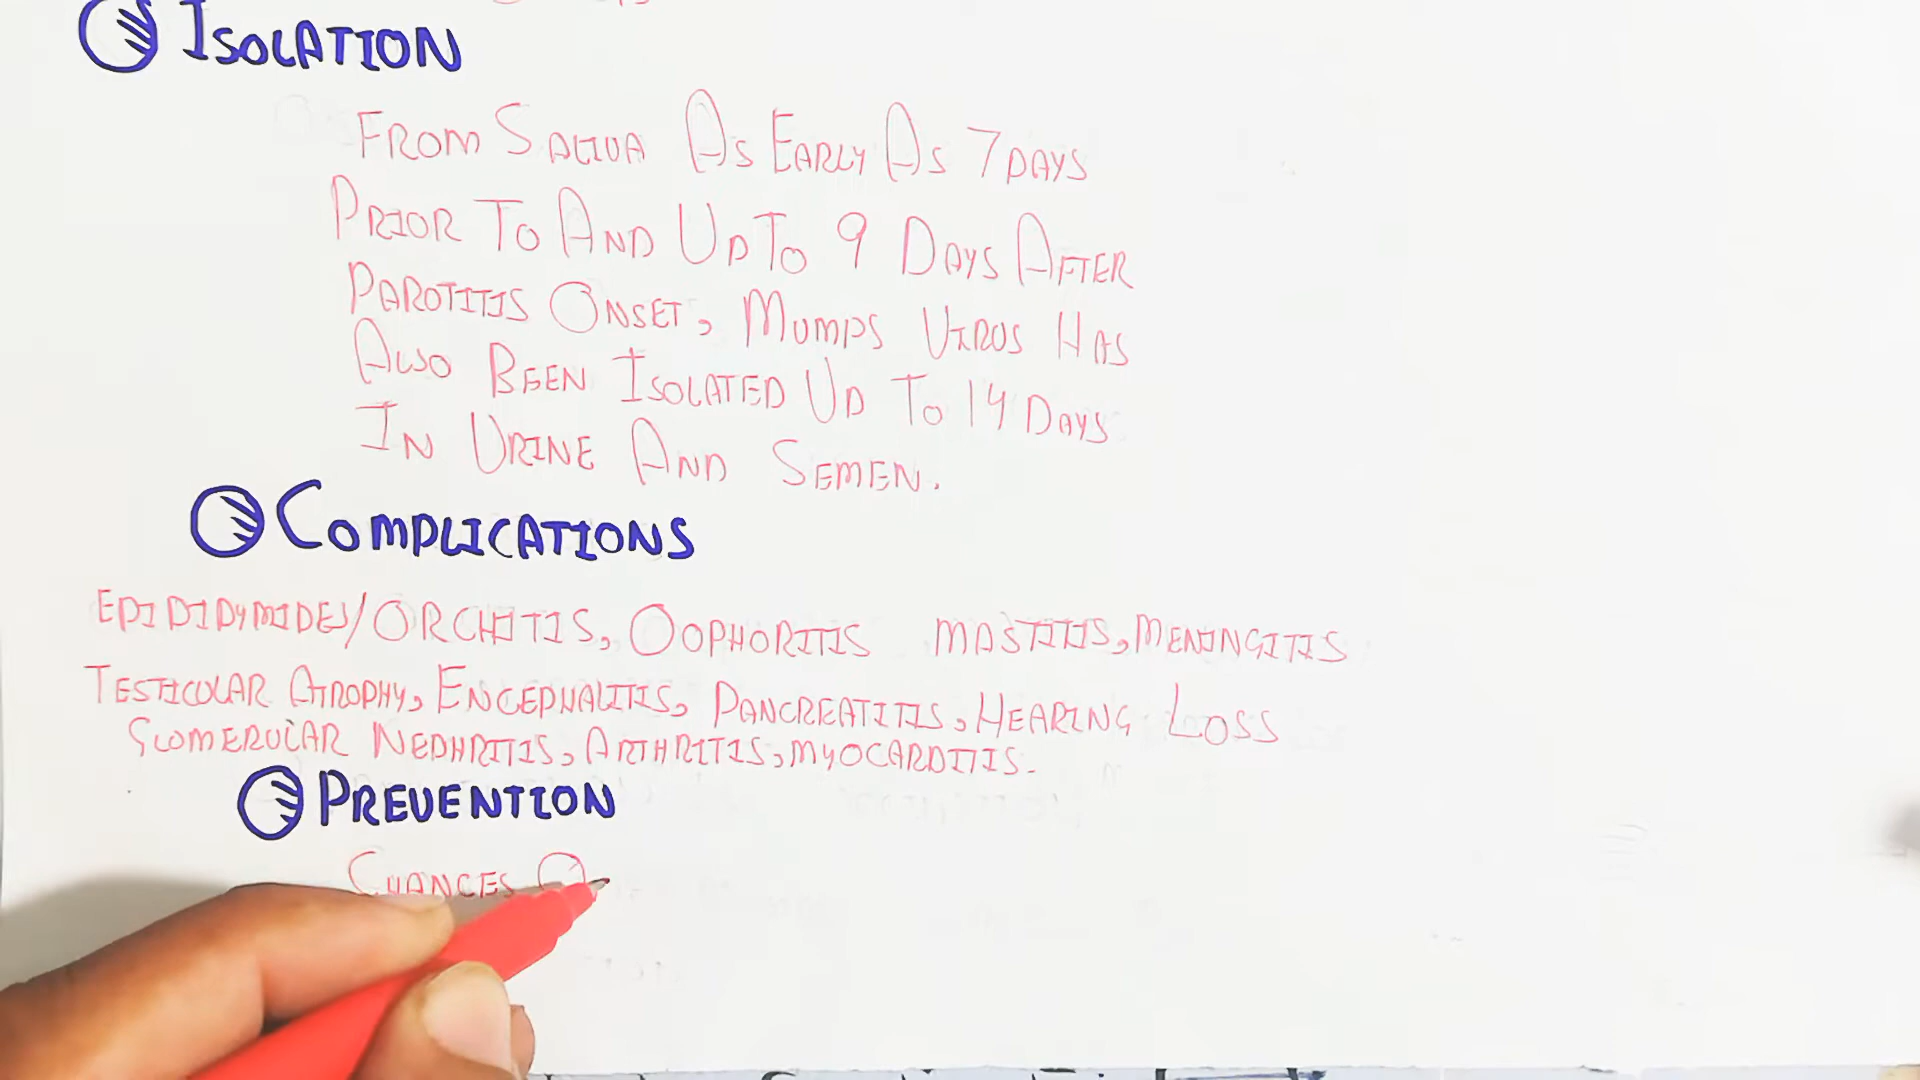 ISOLATION
FROM SALIVA AS EARLY AS 7 DAYS
PRIOR TO AND UP TO 9 DAYS AFTER
PAROTITIS ONSET, MUMPS VIRUS HAS
ALSO BEEN ISOLATED UP TO 14 DAYS
IN URINE AND SEMEN.
COMPLICATIONS
EPIDIDYMIDES/ORCHITIS, OOPHORITIS MASTITIS, MENINGITIS
TESTICULAR ATROPHY, ENCEPHALITIS, PANCREATITIS, HEARING LOSS
GLOMERULAR NEPHRITIS, ARTHRITIS, MYOCARDITIS.
PREVENTION
CHANCES O